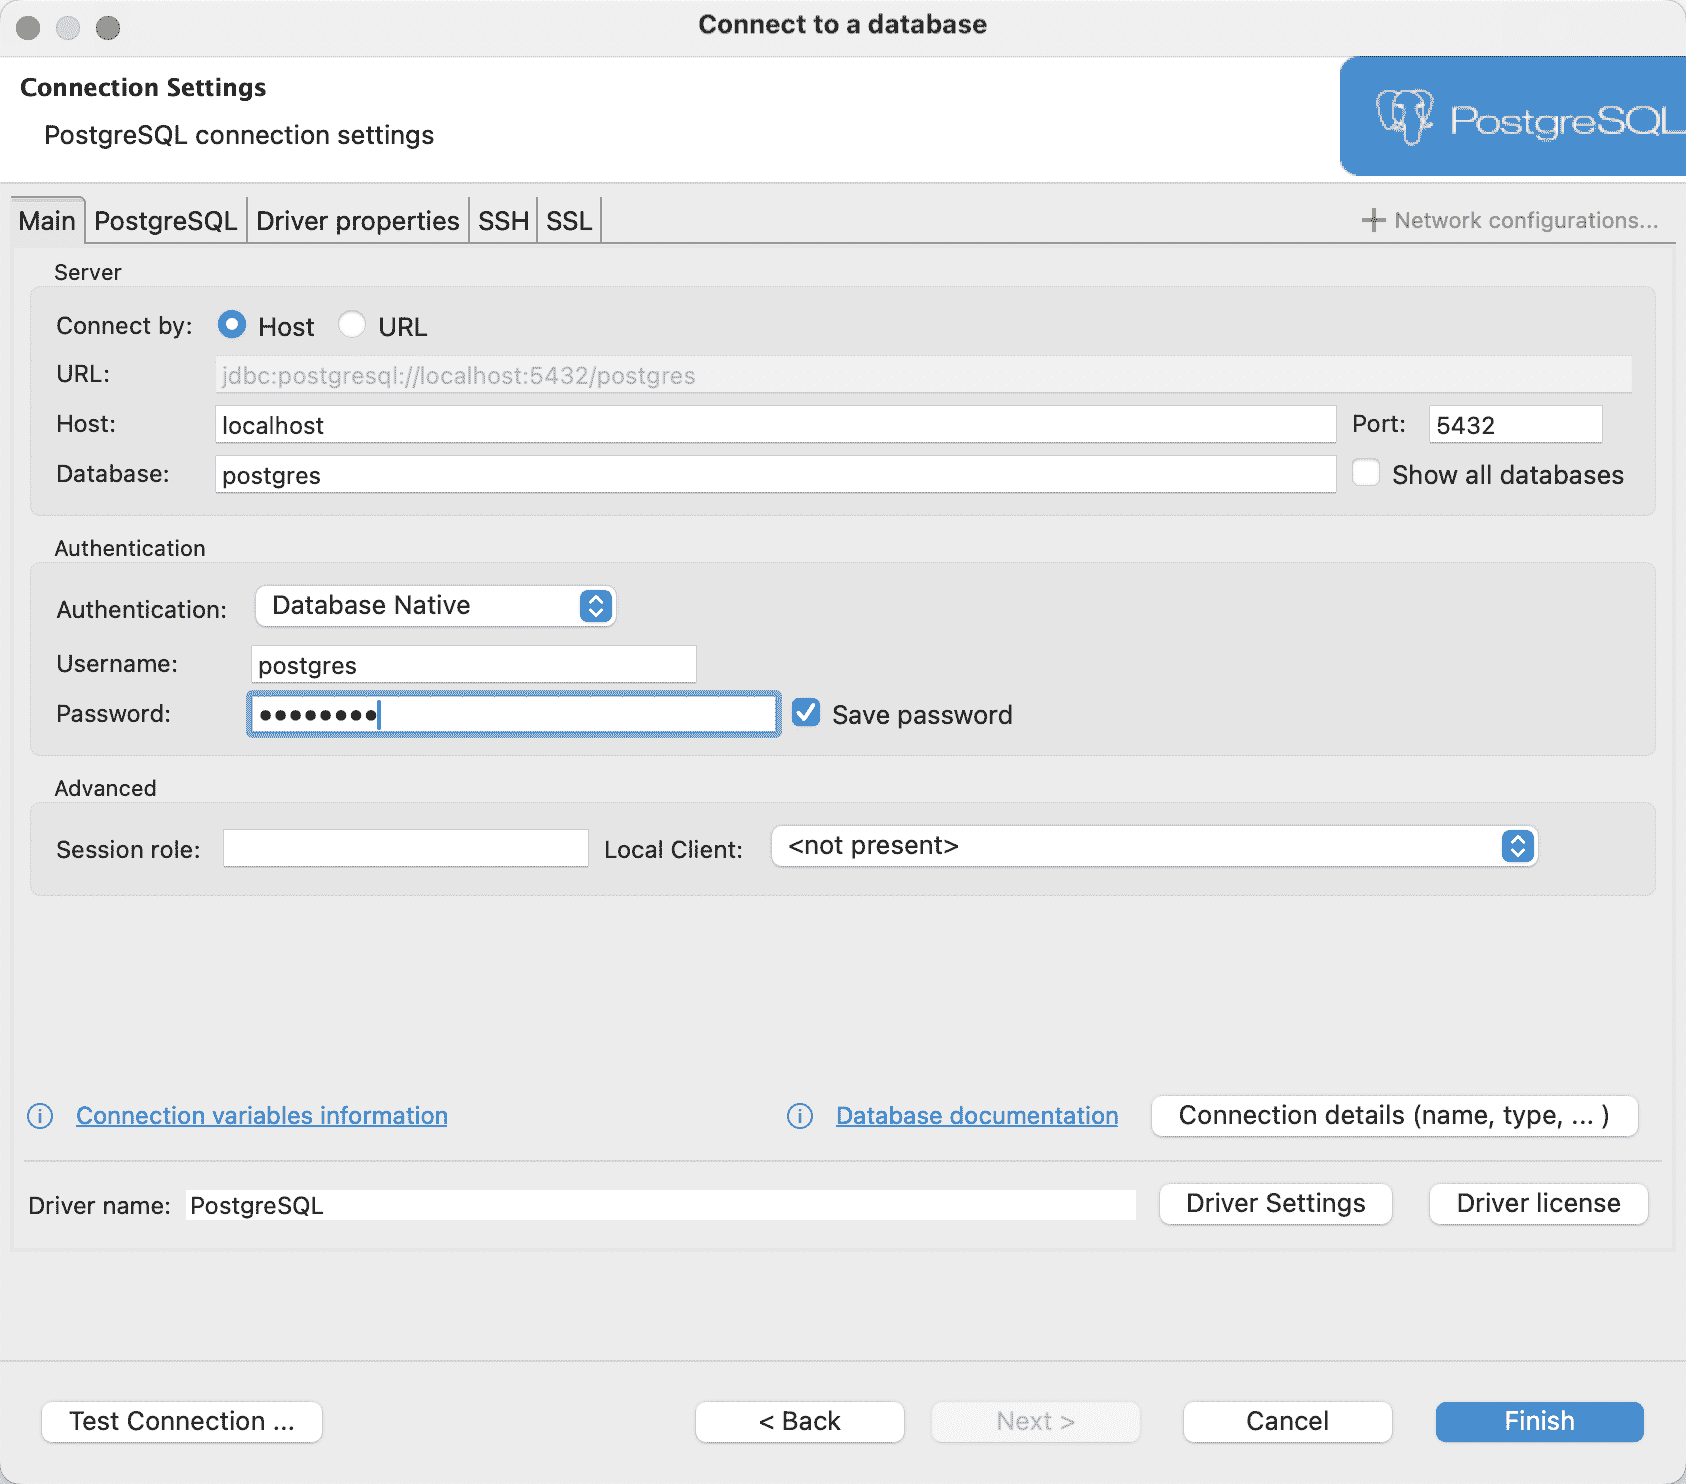 Connect to a database
Connection Settings
PostgreSQL connection settings
PostgreSQL
Main PostgreSQL Driver properties SSH SSL Network configurations...
Server
Connect by: Host URL
URL: jdbc:postgresql://localhost:5432/postgres
Host: localhost Port: 5432
Database: postgres Show all databases
Authentication
Authentication: Database Native
Username: postgres
Password: ●●●●●●●● Save password
Advanced
Session role: Local Client: <not present>
Connection variables information Database documentation Connection details (name, type, ... )
Driver name: PostgreSQL Driver Settings Driver license
Test Connection ... < Back Next > Cancel Finish